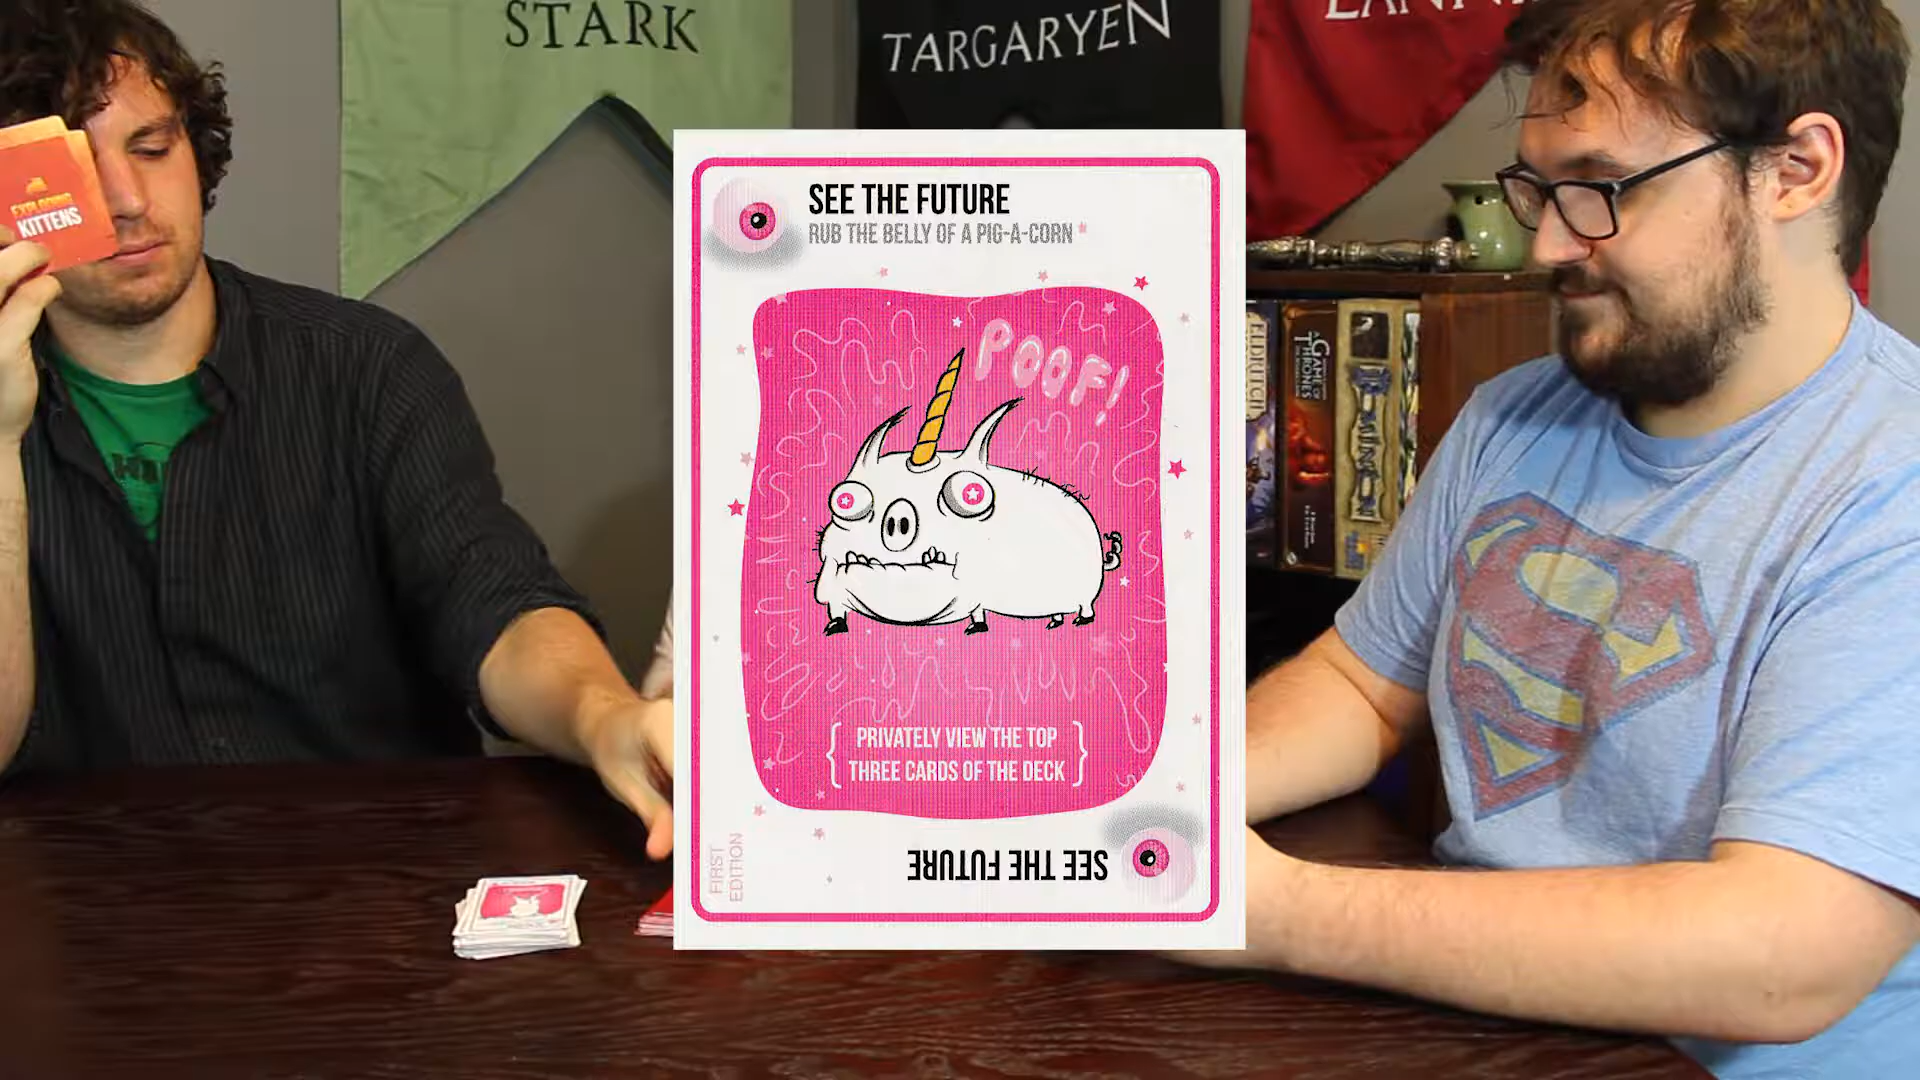 STARK
TARGARYEN
EXPLODING
KITTENS
SEE THE FUTURE
RUB THE BELLY OF A PIG-A-CORN
POOF!
PRIVATELY VIEW THE TOP
THREE CARDS OF THE DECK
FIRST
EDITION
SEE THE FUTURE
ELDRITCH
A GAME OF
THRONES
DOMINION